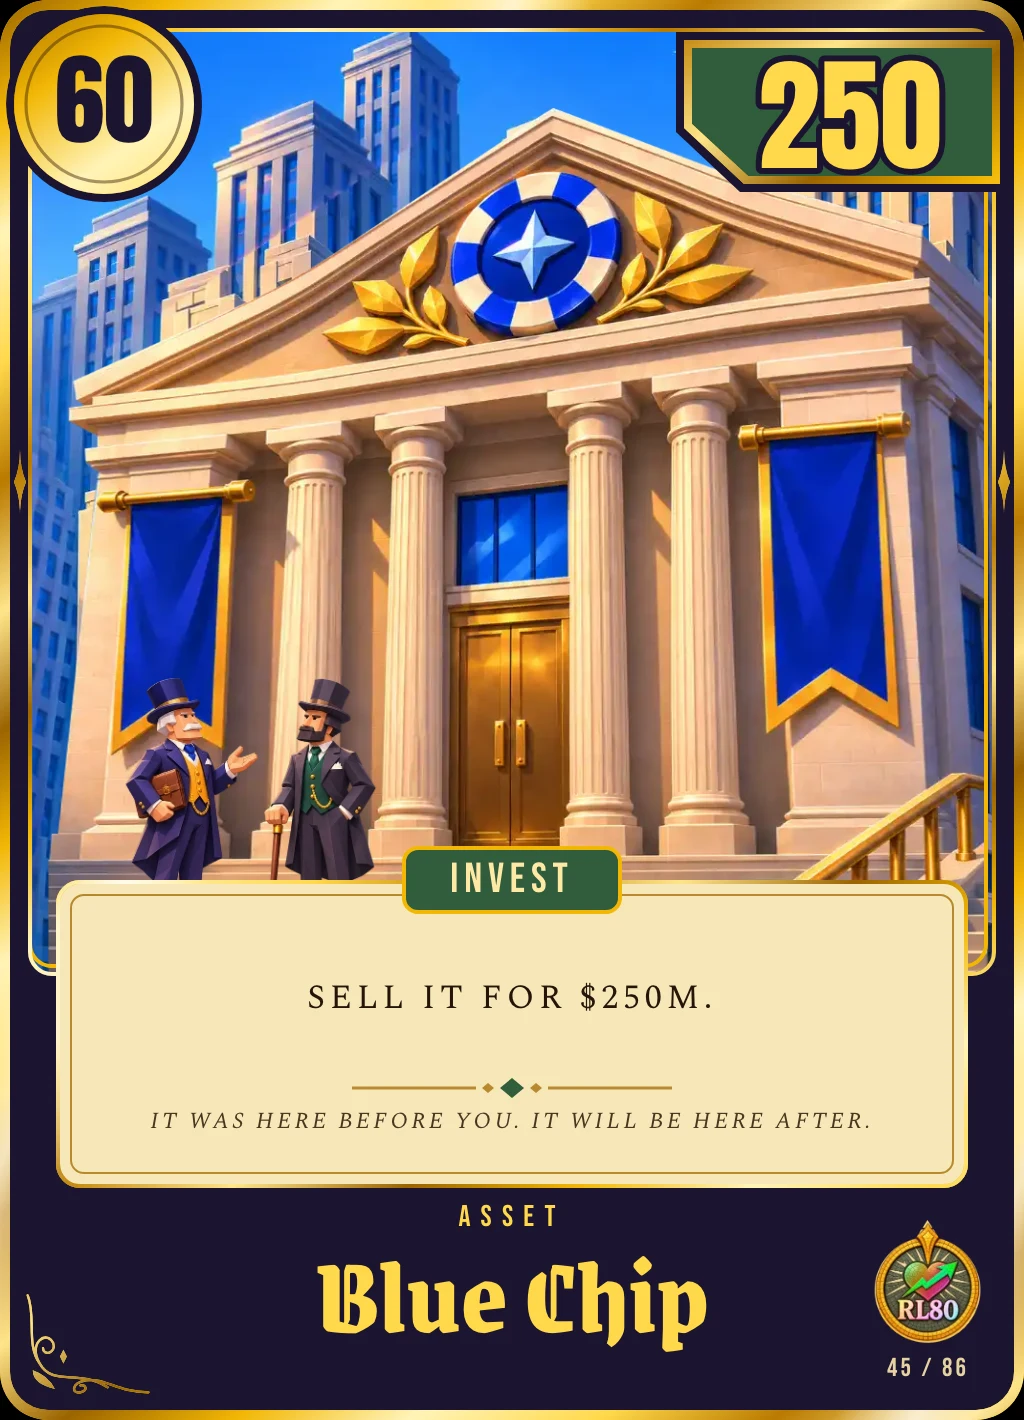 60
250
INVEST
SELL IT FOR $250M.
IT WAS HERE BEFORE YOU. IT WILL BE HERE AFTER.
ASSET
Blue Chip
RL80
45 / 86